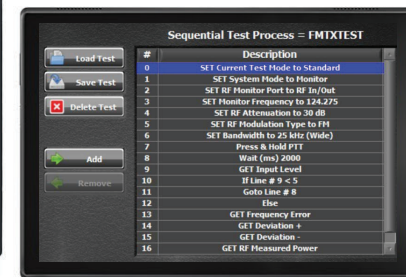 Sequential Test Process = FMTXTEST
Load Test
Save Test
Delete Test
Add
Remove
# Description
0 SET Current Test Mode to Standard
1 SET System Mode to Monitor
2 SET RF Monitor Port to RF In/Out
3 SET Monitor Frequency to 124.275
4 SET RF Attenuation to 30 dB
5 SET RF Modulation Type to FM
6 SET Bandwidth to 25 kHz (Wide)
7 Press & Hold PTT
8 Wait (ms) 2000
9 GET Input Level
10 If Line # 9 < 5
11 Goto Line # 8
12 Else
13 GET Frequency Error
14 GET Deviation +
15 GET Deviation -
16 GET RF Measured Power